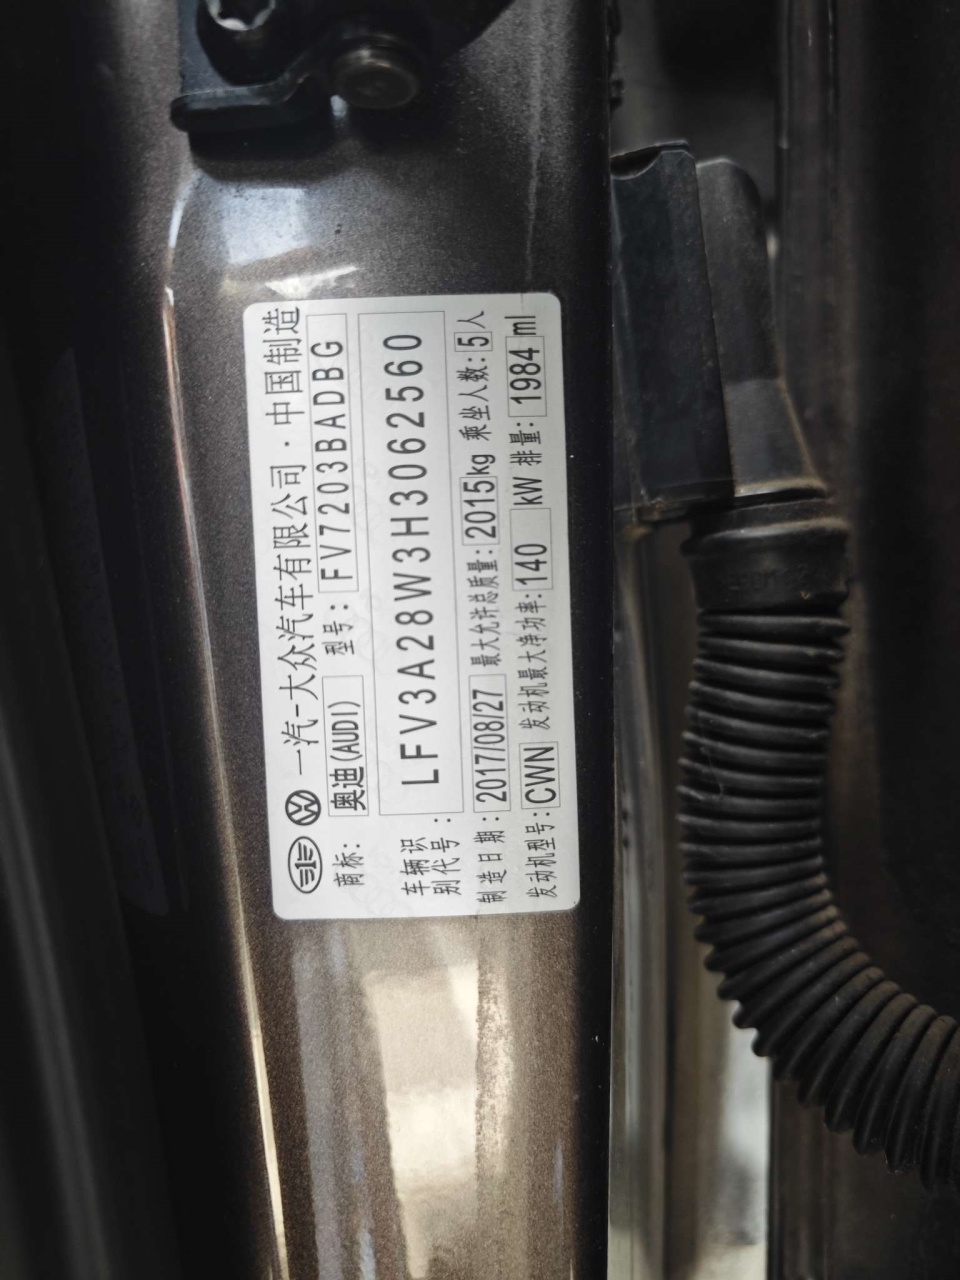 一汽-大众汽车有限公司·中国制造
商标: 奥迪(AUDI) 型号: FV7203BADBG
车辆识
别代号: LFV3A28W3H3062560
制造日期: 2017/08/27 最大允许总质量: 2015kg 乘坐人数: 5人
发动机型号: CWN 发动机最大净功率: 140 kW 排量: 1984 ml